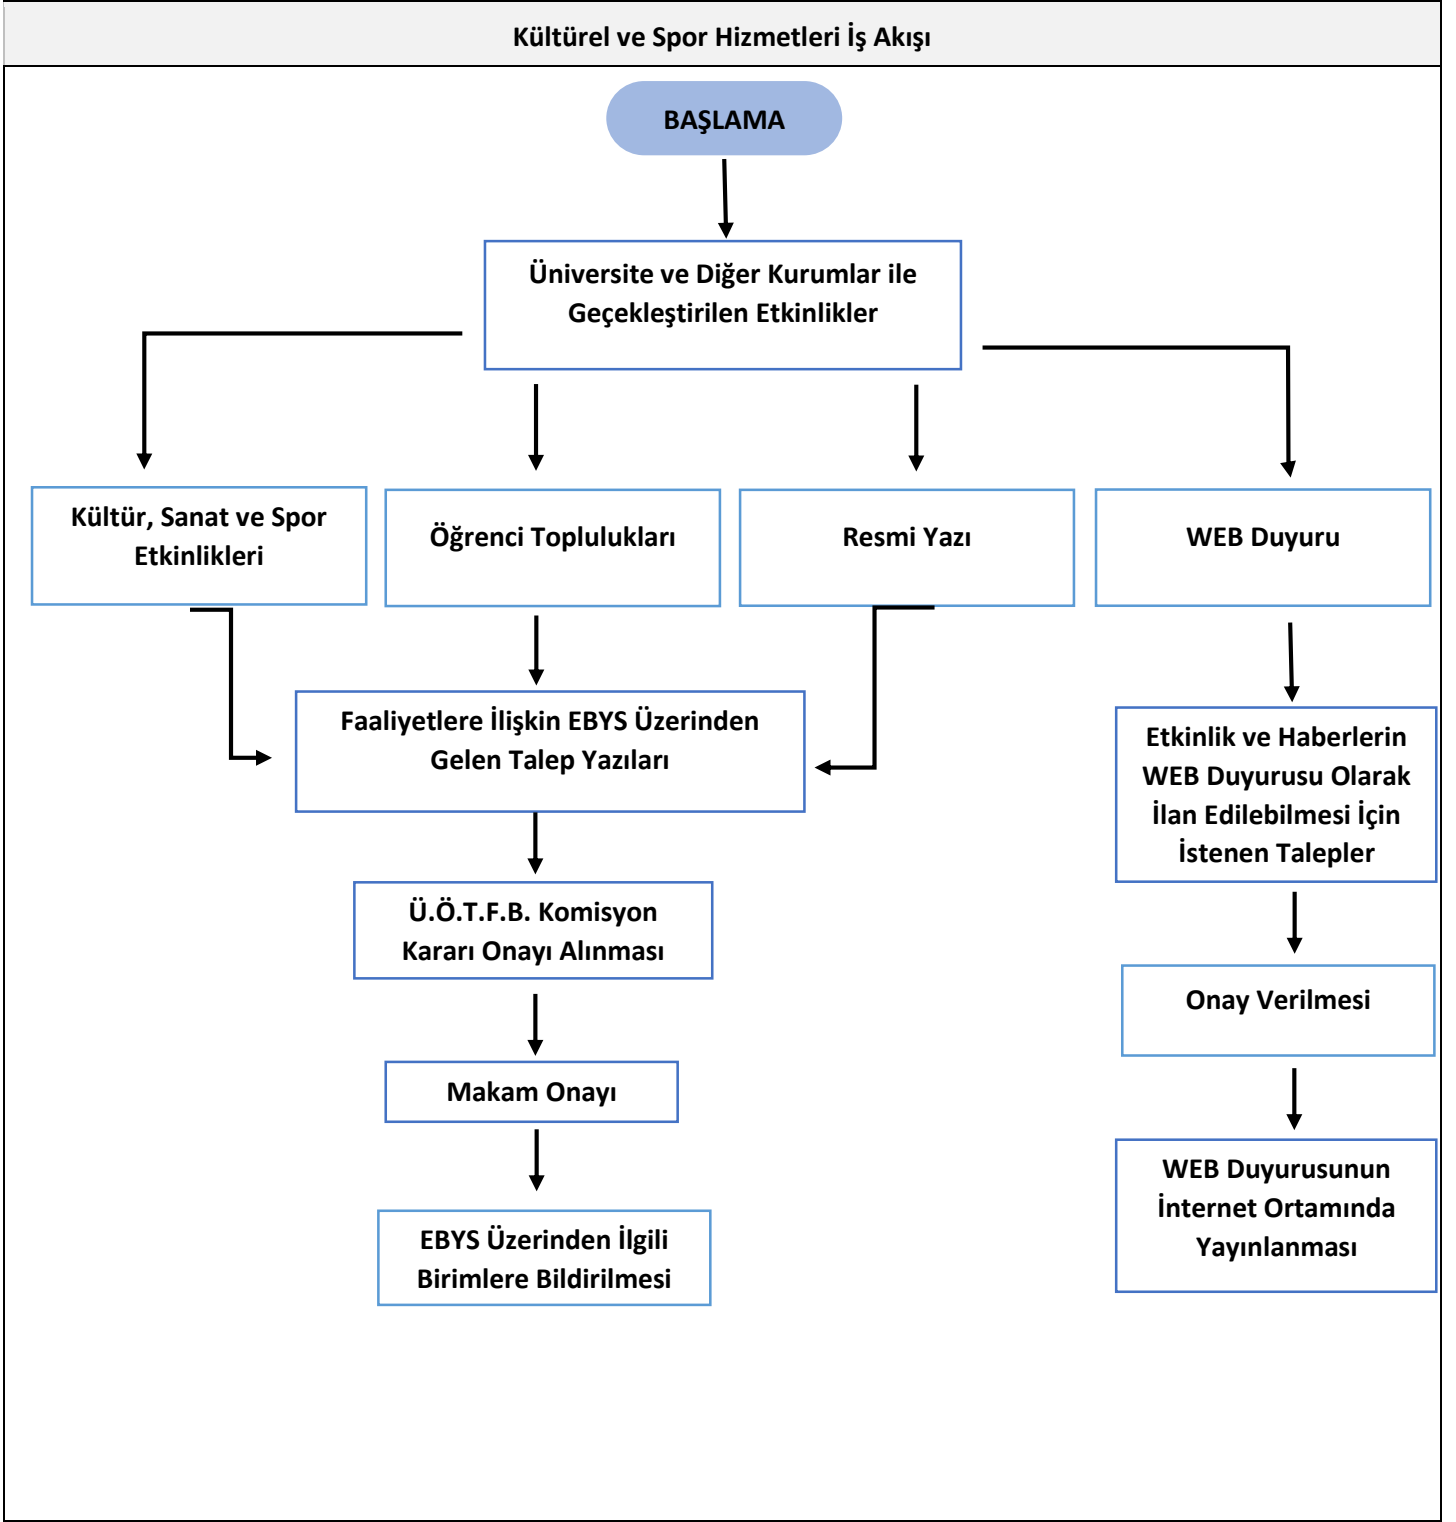 Kültürel ve Spor Hizmetleri İş Akışı
BAŞLAMA
Üniversite ve Diğer Kurumlar ile
Geçekleştirilen Etkinlikler
Kültür, Sanat ve Spor
Etkinlikleri
Öğrenci Toplulukları
Resmi Yazı
WEB Duyuru
Faaliyetlere İlişkin EBYS Üzerinden
Gelen Talep Yazıları
Etkinlik ve Haberlerin
WEB Duyurusu Olarak
İlan Edilebilmesi İçin
İstenen Talepler
Ü.Ö.T.F.B. Komisyon
Kararı Onayı Alınması
Onay Verilmesi
Makam Onayı
WEB Duyurusunun
İnternet Ortamında
Yayınlanması
EBYS Üzerinden İlgili
Birimlere Bildirilmesi